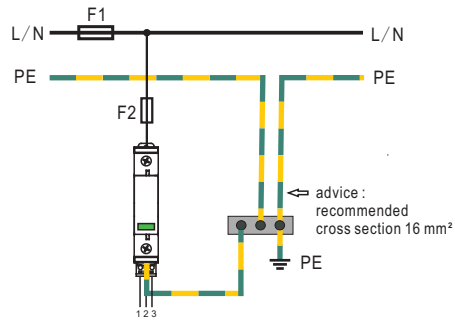 F1
L/N L/N
PE PE
F2
advice :
recommended
cross section 16 mm²
PE
1 2 3